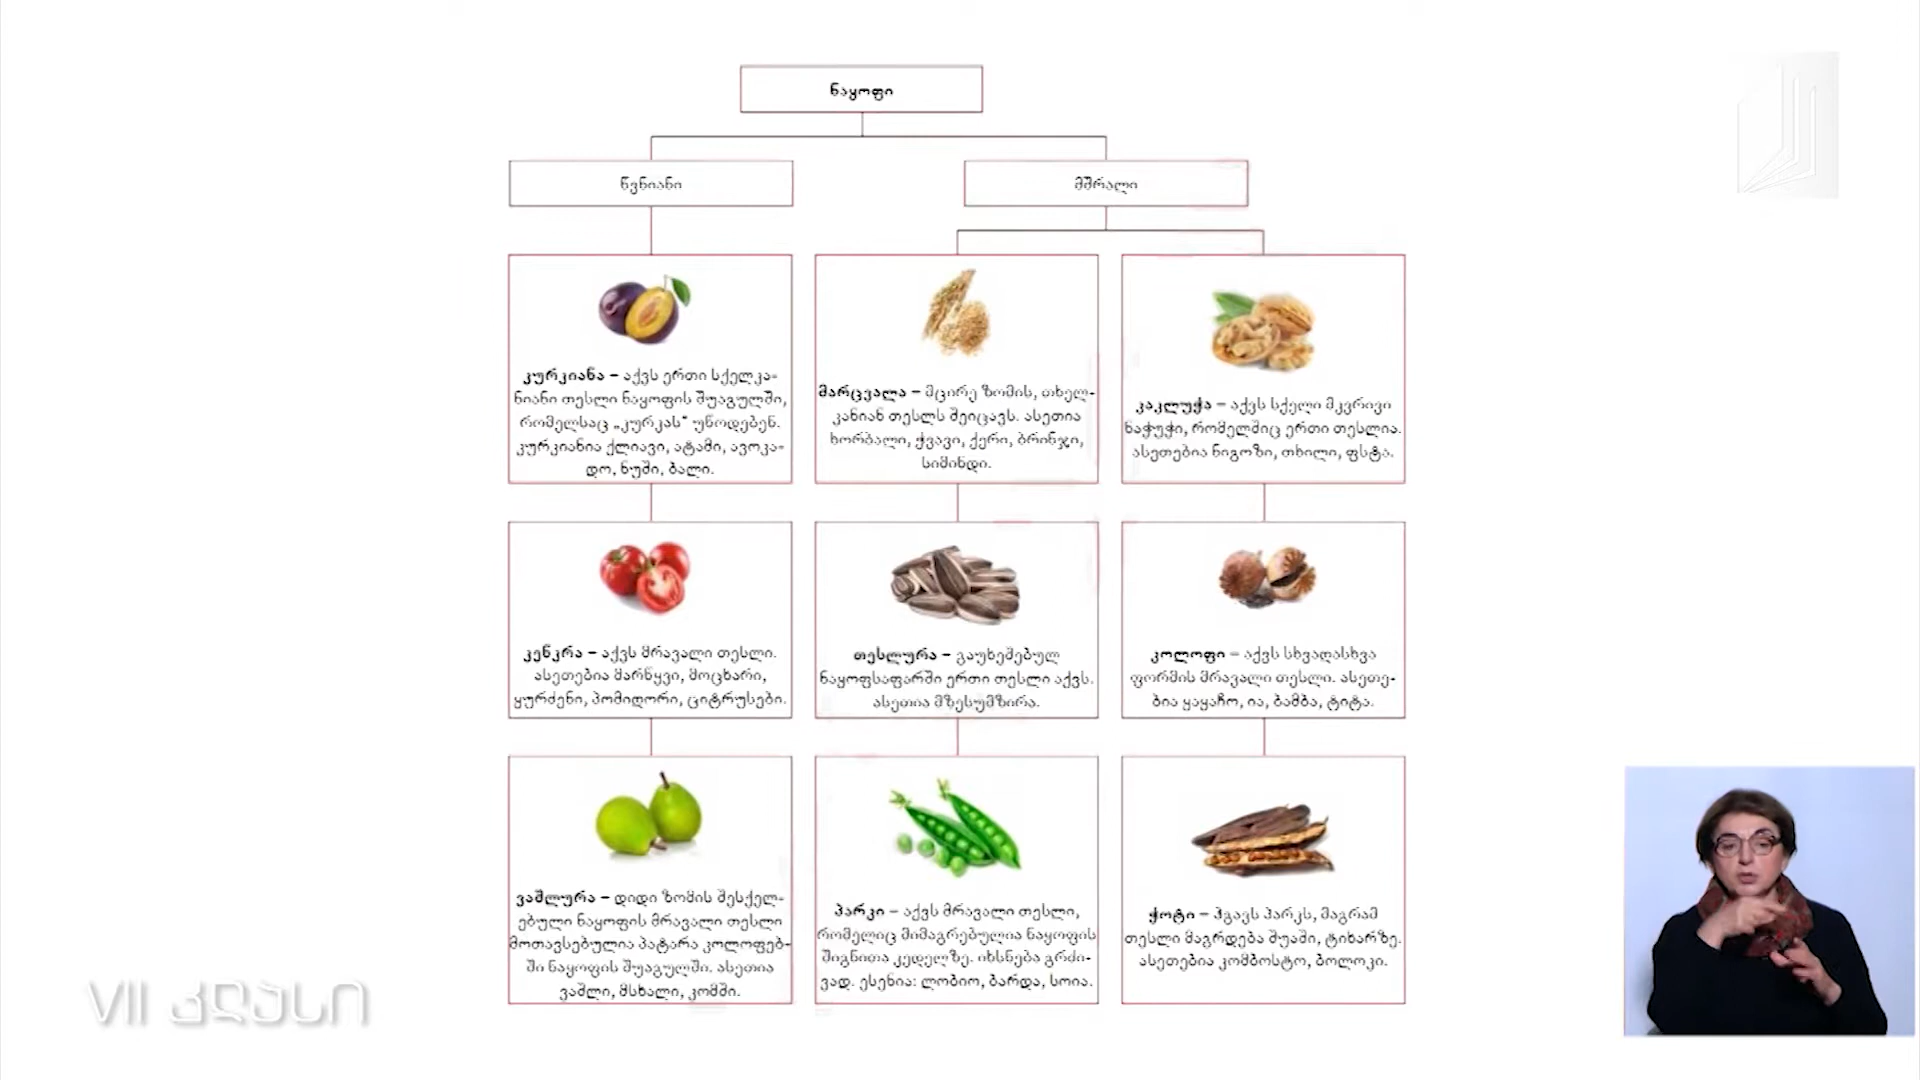 ნაყოფი
წვნიანი
მშრალი
კურკიანა – აქვს ერთი სქელკა-
ნიანი თესლი ნაყოფის შუაგულში,
რომელსაც „კურკას“ უწოდებენ.
კურკიანია ქლიავი, ატამი, ავოკა-
დო, ნუში, ბალი.
მარცვალა – მცირე ზომის, თხელ-
კანიან თესლს შეიცავს. ასეთია
ხორბალი, ჭვავი, ქერი, ბრინჯი,
სიმინდი.
კაკლუჭა – აქვს სქელი მკვრივი
ნაჭუჭი, რომელშიც ერთი თესლია.
ასეთებია ნიგოზი, თხილი, ფსტა.
კენკრა – აქვს მრავალი თესლი.
ასეთებია მარწყვი, მოცხარი,
ყურძენი, პომიდორი, ციტრუსები.
თესლურა – გაუხეშებულ
ნაყოფსაფარში ერთი თესლი აქვს.
ასეთია მზესუმზირა.
კოლოფი – აქვს სხვადასხვა
ფორმის მრავალი თესლი. ასეთე-
ბია ყაყაჩო, ია, ბამბა, ტიტა.
ვაშლურა – დიდი ზომის შესქელ-
ებული ნაყოფის მრავალი თესლი
მოთავსებულია პატარა კოლოფებ-
ში ნაყოფის შუაგულში. ასეთია
ვაშლი, მსხალი, კომში.
პარკი – აქვს მრავალი თესლი,
რომელიც მიმაგრებულია ნაყოფის
შიგნითა კედელზე. იხსნება გრძი-
ვად. ესენია: ლობიო, ბარდა, სოია.
ჭოტი – ჰგავს პარკს, მაგრამ
თესლი მაგრდება შუაში, ტიხარზე.
ასეთებია კომბოსტო, ბოლოკი.
VII კლასი